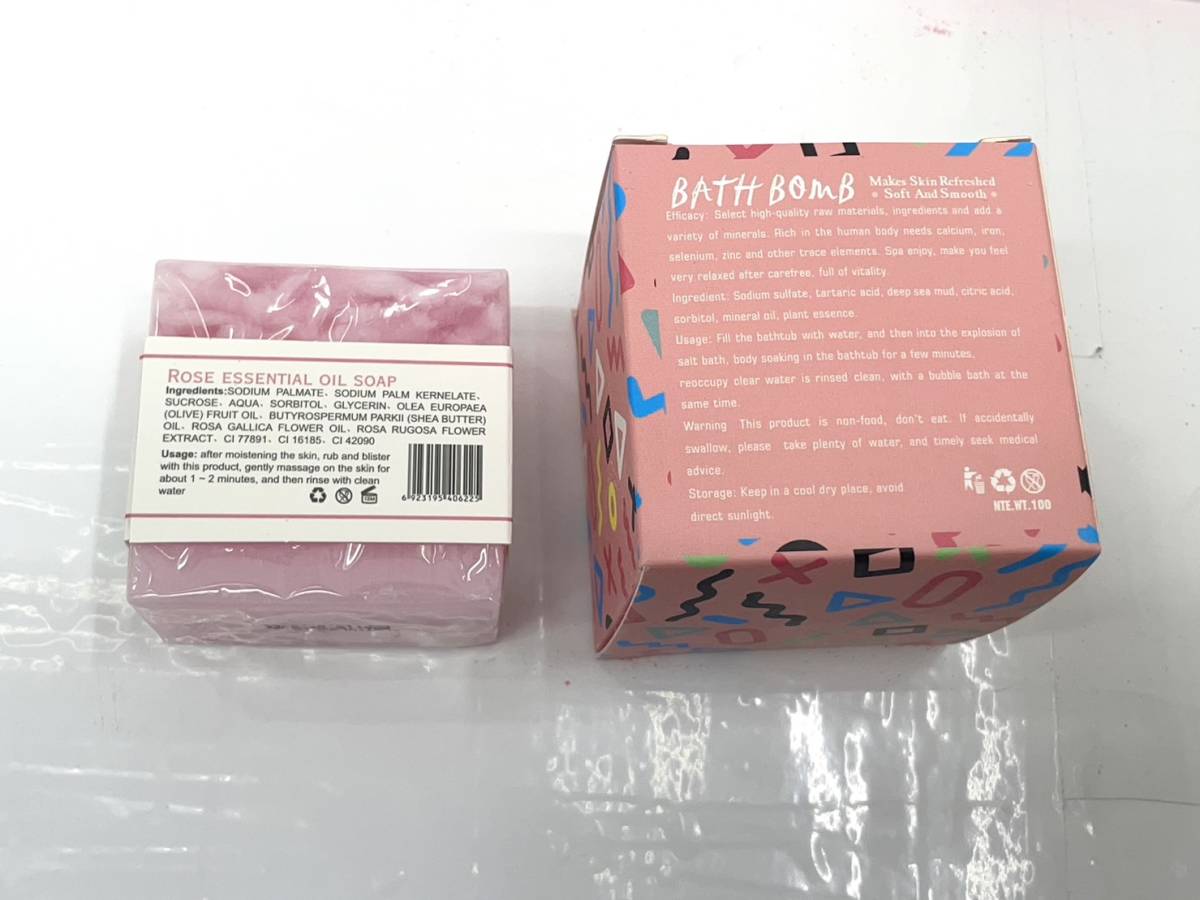 ROSE ESSENTIAL OIL SOAP
Ingredients:SODIUM PALMATE、SODIUM PALM KERNELATE、
SUCROSE、AQUA、SORBITOL、GLYCERIN、OLEA EUROPAEA
(OLIVE) FRUIT OIL、BUTYROSPERMUM PARKII (SHEA BUTTER)
OIL、ROSA GALLICA FLOWER OIL、ROSA RUGOSA FLOWER
EXTRACT、CI 77891、CI 16185、CI 42090
Usage: after moistening the skin, rub and blister
with this product, gently massage on the skin for
about 1 ~ 2 minutes, and then rinse with clean
water
6 923195 406225
BATH BOMB
Makes Skin Refreshed
Soft And Smooth
Efficacy: Select high-quality raw materials, ingredients and add a
variety of minerals. Rich in the human body needs calcium, iron,
selenium, zinc and other trace elements. Spa enjoy, make you feel
very relaxed after carefree, full of vitality.
Ingredient: Sodium sulfate, tartaric acid, deep sea mud, citric acid,
sorbitol, mineral oil, plant essence.
Usage: Fill the bathtub with water, and then into the explosion of
salt bath, body soaking in the bathtub for a few minutes,
reoccupy clear water is rinsed clean, with a bubble bath at the
same time.
Warning This product is non-food, don't eat. If accidentally
swallow, please take plenty of water, and timely seek medical
advice.
Storage: Keep in a cool dry place, avoid
direct sunlight.
NTE.WT.100